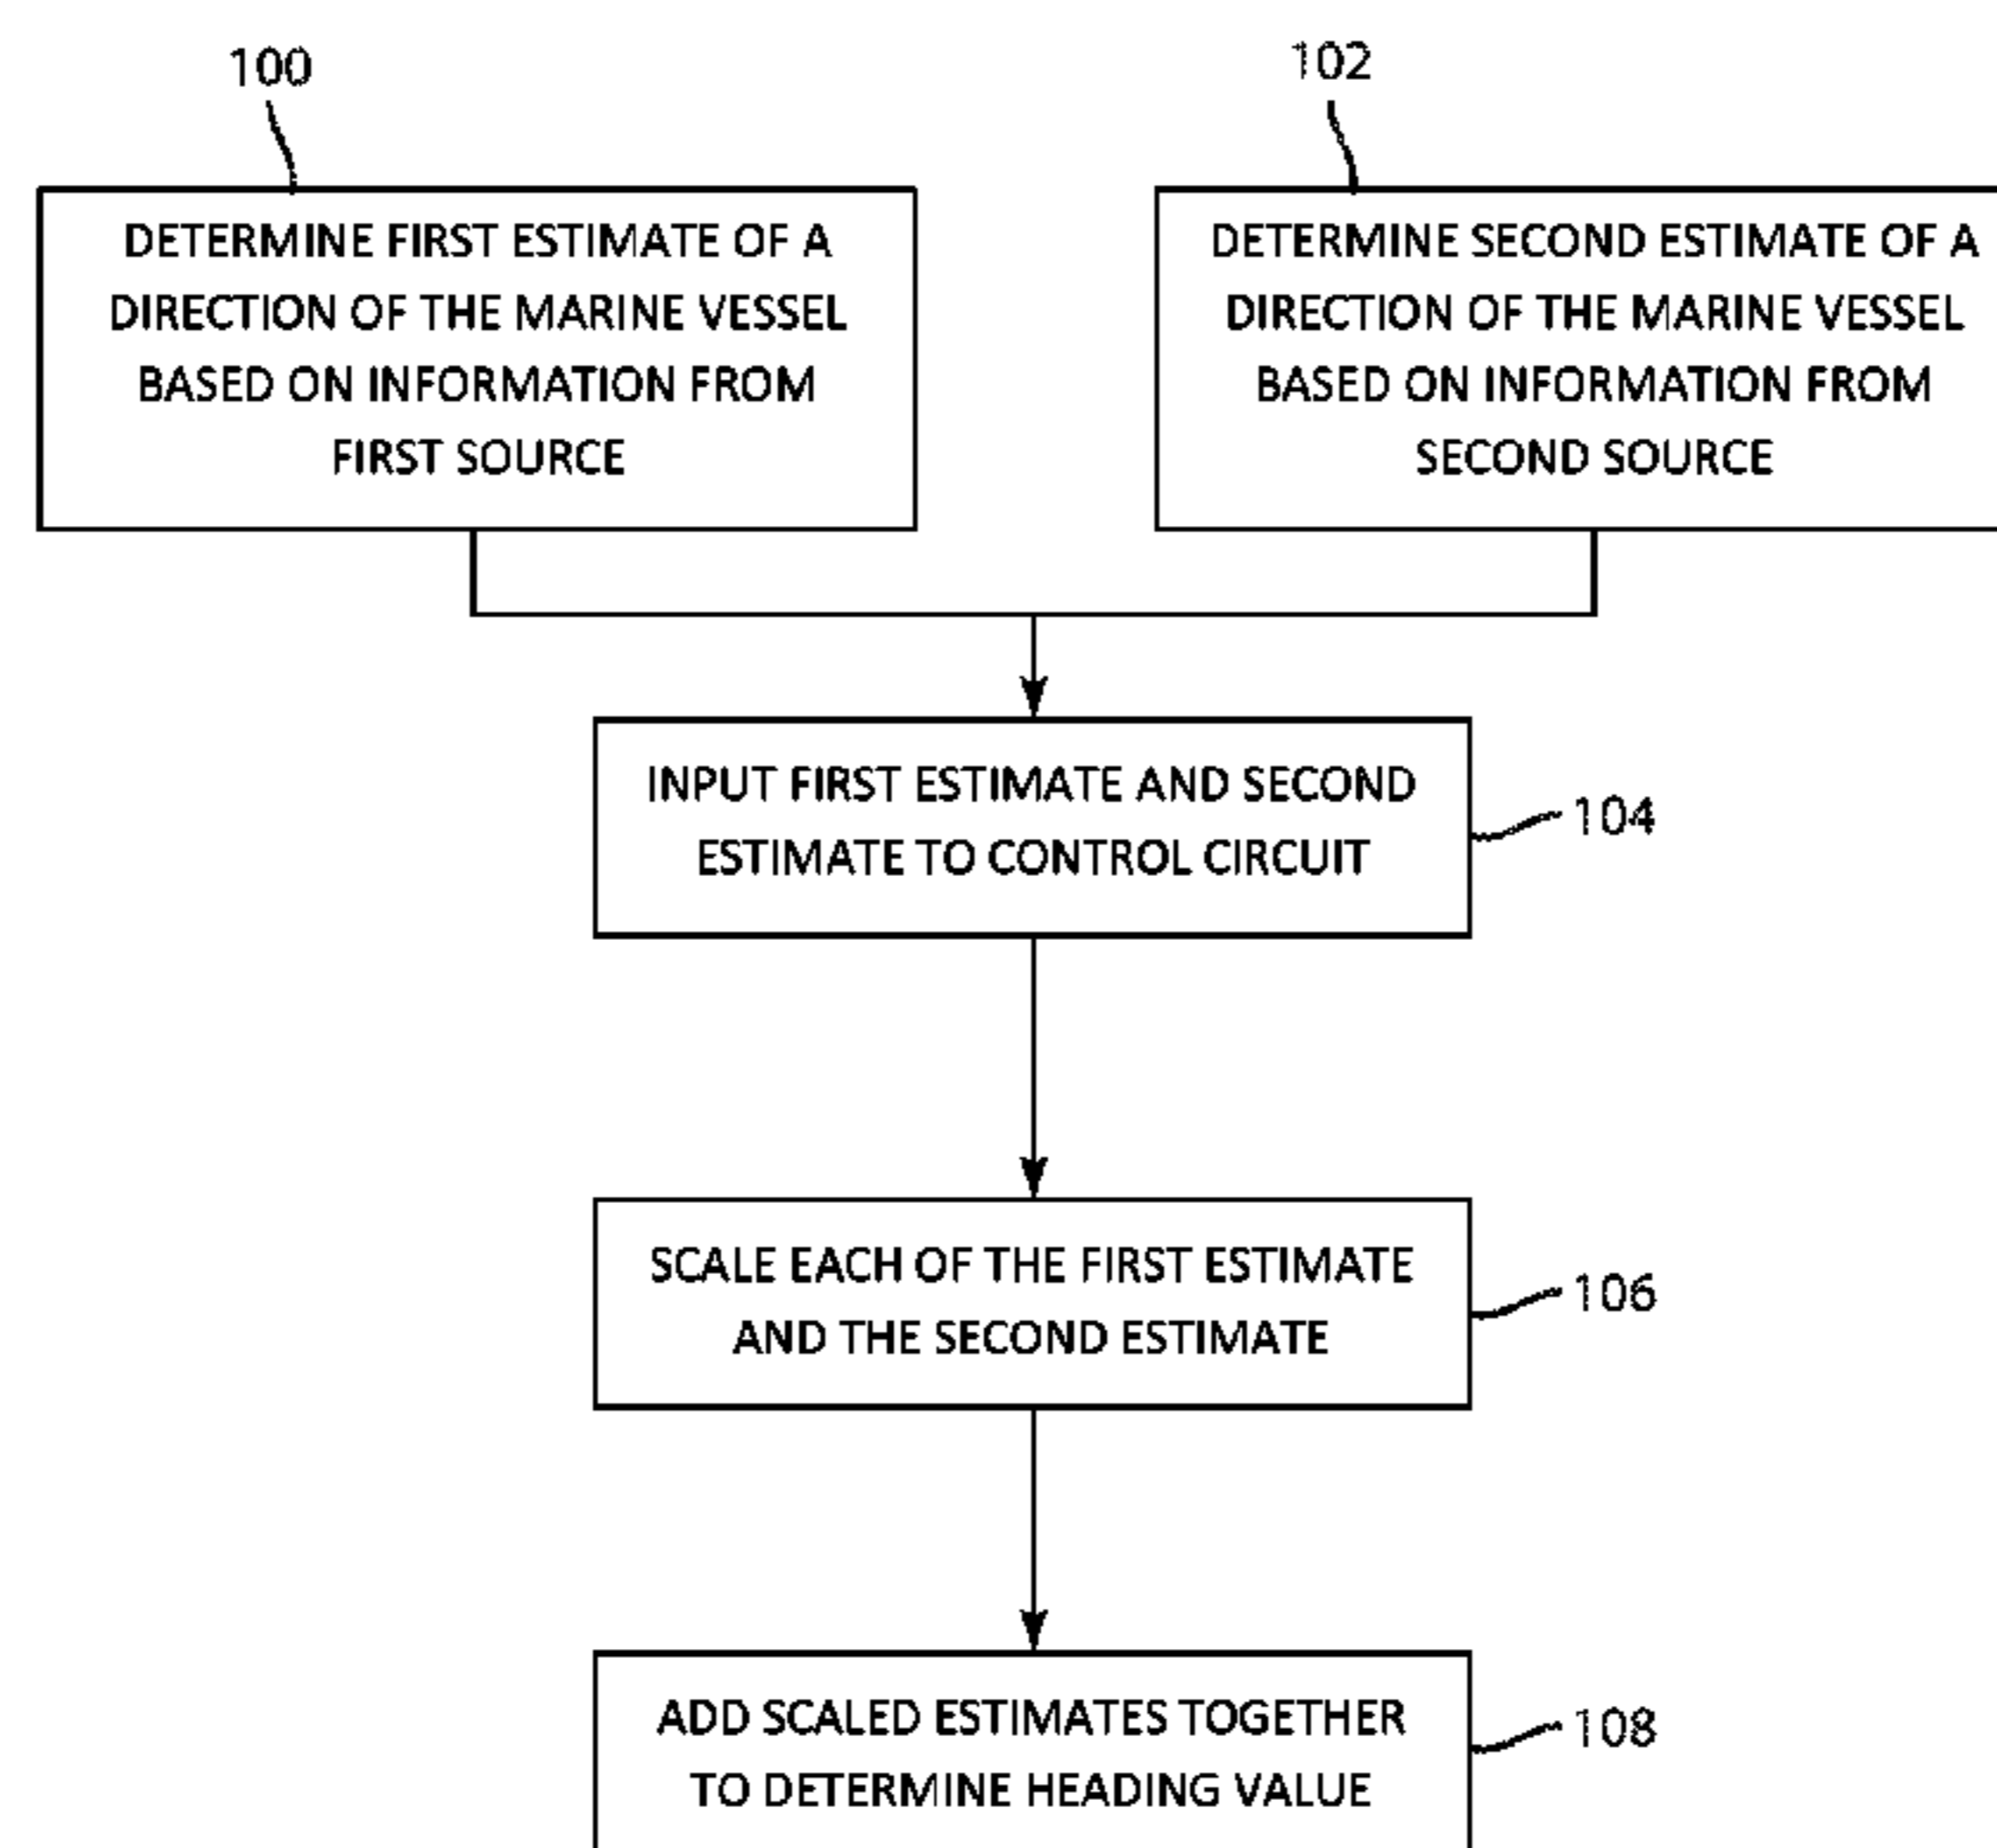 100
102
DETERMINE FIRST ESTIMATE OF A
DIRECTION OF THE MARINE VESSEL
BASED ON INFORMATION FROM
FIRST SOURCE
DETERMINE SECOND ESTIMATE OF A
DIRECTION OF THE MARINE VESSEL
BASED ON INFORMATION FROM
SECOND SOURCE
INPUT FIRST ESTIMATE AND SECOND
ESTIMATE TO CONTROL CIRCUIT
104
SCALE EACH OF THE FIRST ESTIMATE
AND THE SECOND ESTIMATE
106
ADD SCALED ESTIMATES TOGETHER
TO DETERMINE HEADING VALUE
108